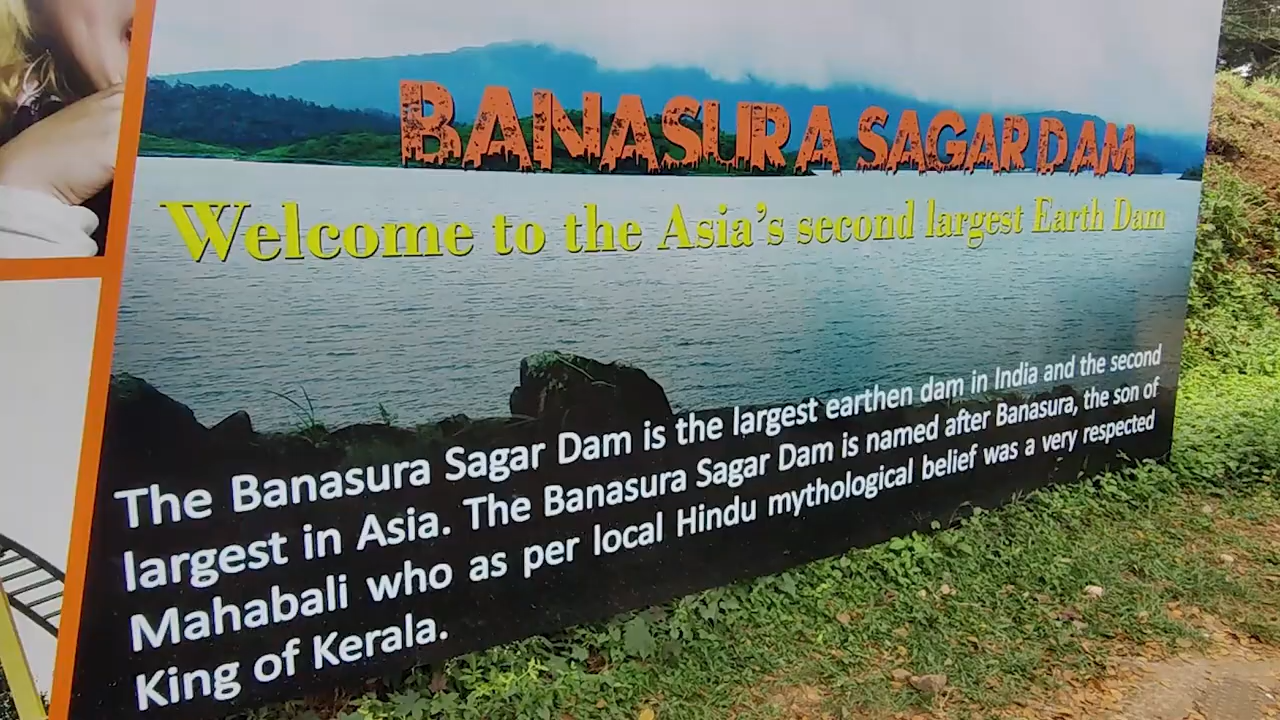 BANASURA SAGAR DAM
Welcome to the Asia's second largest Earth Dam
The Banasura Sagar Dam is the largest earthen dam in India and the second
largest in Asia. The Banasura Sagar Dam is named after Banasura, the son of
Mahabali who as per local Hindu mythological belief was a very respected
King of Kerala.